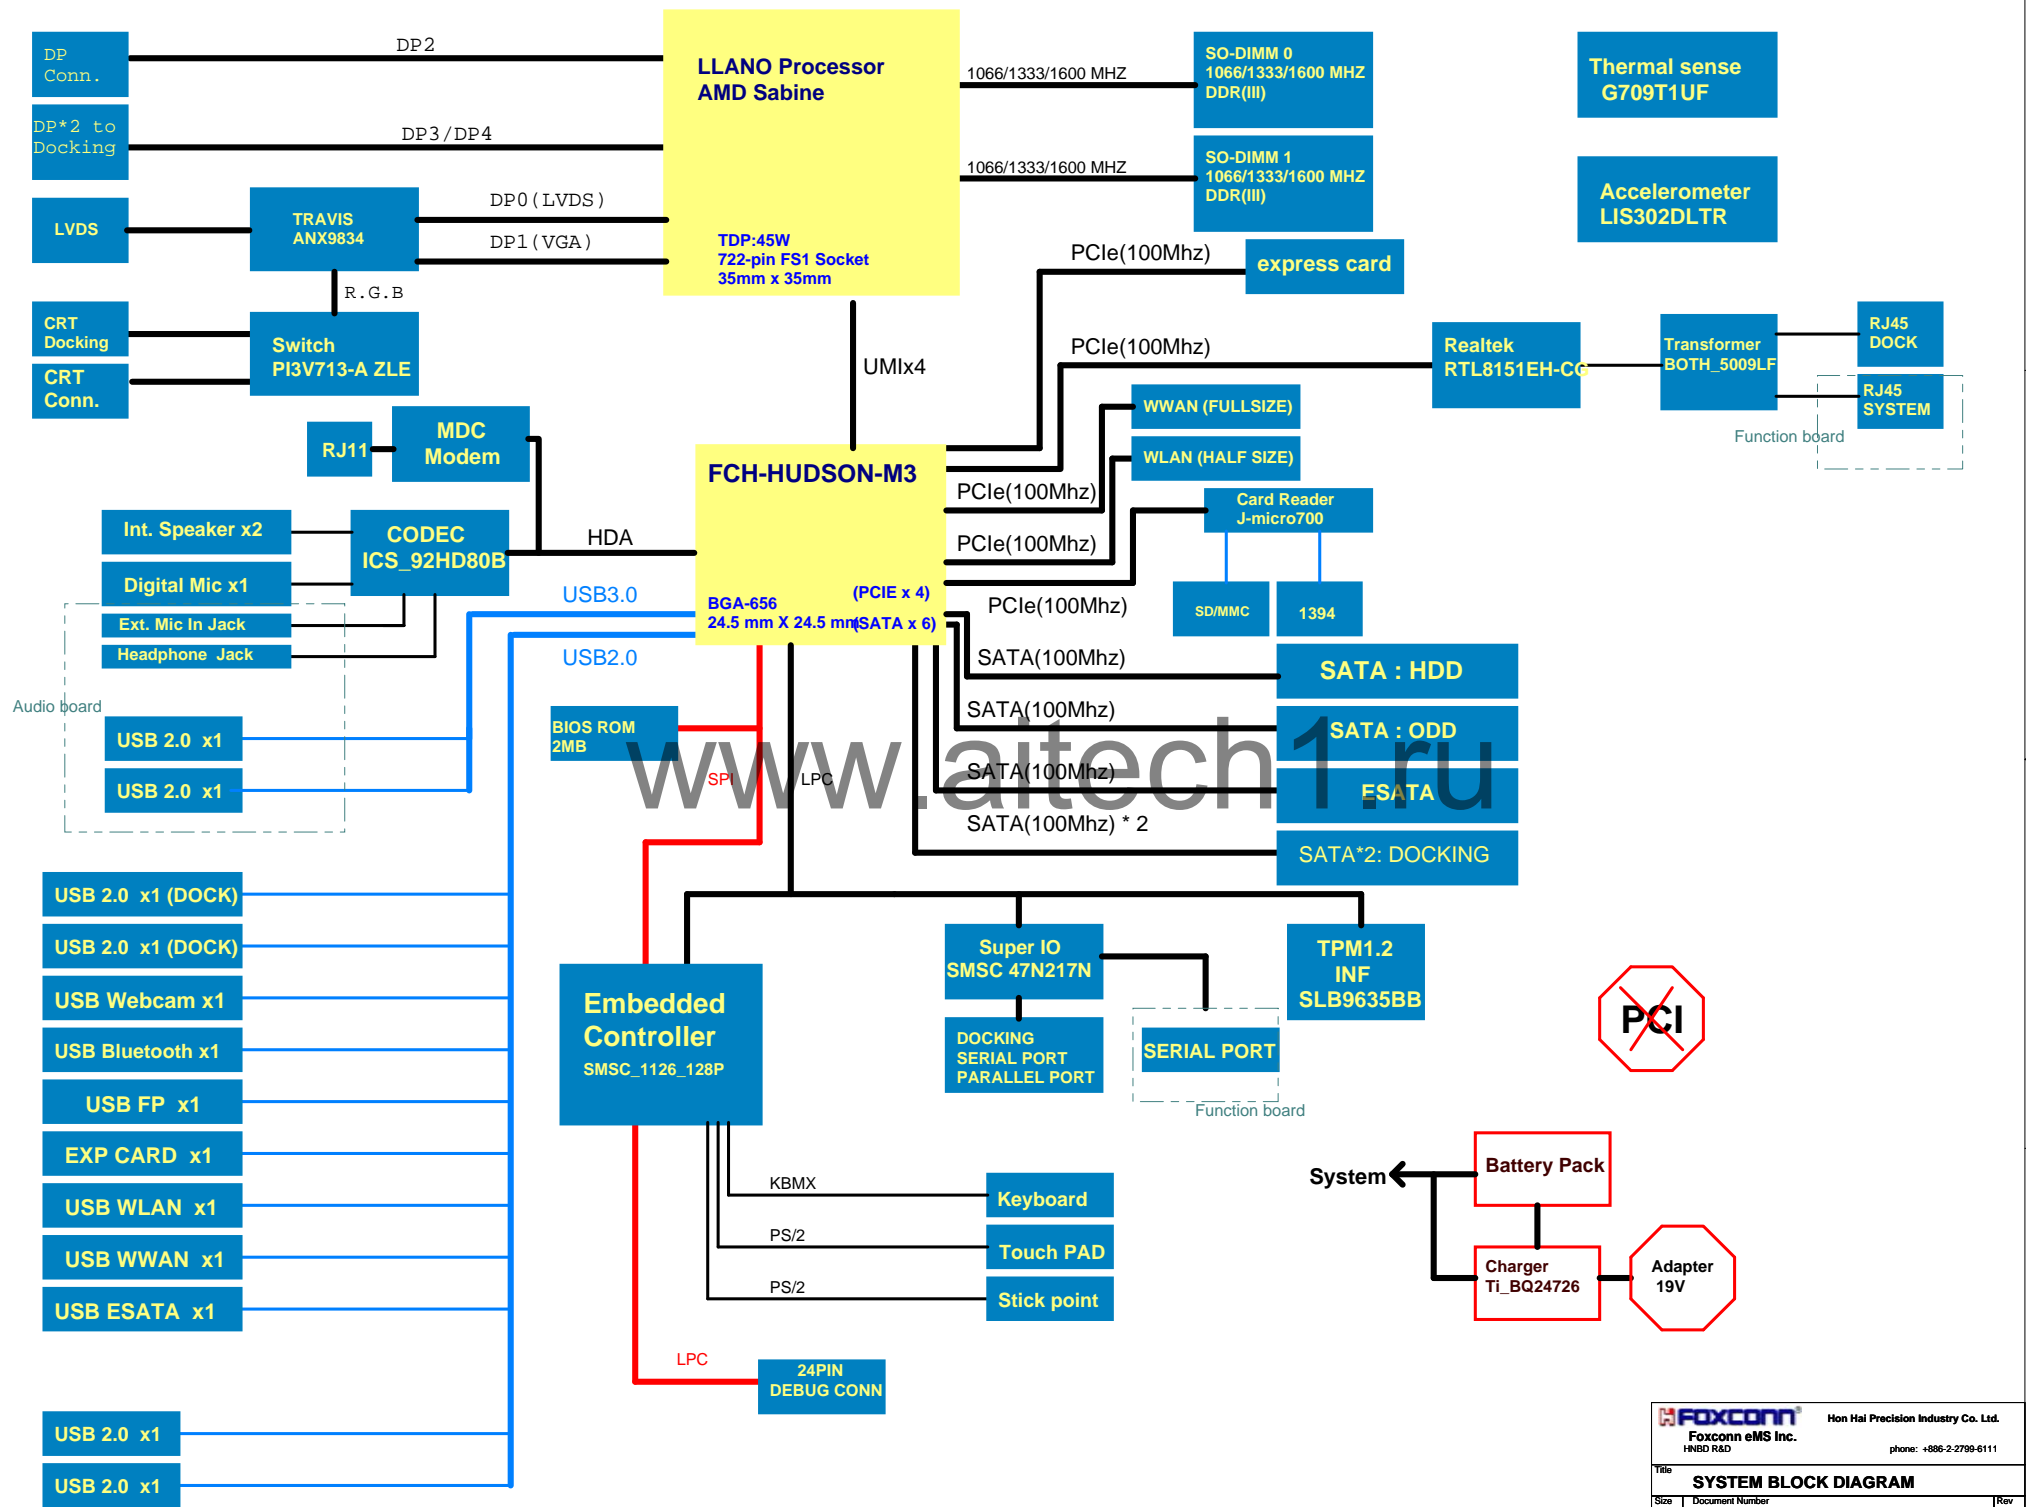 DP
Conn.
DP2
DP*2 to
Docking
DP3/DP4
LLANO Processor
AMD Sabine
TDP:45W
722-pin FS1 Socket
35mm x 35mm
1066/1333/1600 MHZ
SO-DIMM 0
1066/1333/1600 MHZ
DDR(III)
1066/1333/1600 MHZ
SO-DIMM 1
1066/1333/1600 MHZ
DDR(III)
Thermal sense
G709T1UF
Accelerometer
LIS302DLTR
LVDS
TRAVIS
ANX9834
DP0(LVDS)
DP1(VGA)
R.G.B
CRT
Docking
CRT
Conn.
Switch
PI3V713-A ZLE
UMIx4
PCIe(100Mhz)
express card
PCIe(100Mhz)
Realtek
RTL8151EH-CG
Transformer
BOTH_5009LF
RJ45
DOCK
RJ45
SYSTEM
Function board
RJ11
MDC
Modem
FCH-HUDSON-M3
BGA-656
24.5 mm X 24.5 mm
(PCIE x 4)
(SATA x 6)
WWAN (FULLSIZE)
WLAN (HALF SIZE)
PCIe(100Mhz)
PCIe(100Mhz)
PCIe(100Mhz)
Card Reader
J-micro700
SD/MMC
1394
Int. Speaker x2
Digital Mic x1
Ext. Mic In Jack
Headphone Jack
CODEC
ICS_92HD80B
HDA
USB3.0
USB2.0
Audio board
USB 2.0 x1
USB 2.0 x1
BIOS ROM
2MB
SPI
LPC
SATA(100Mhz)
SATA : HDD
SATA(100Mhz)
SATA : ODD
SATA(100Mhz)
ESATA
SATA(100Mhz) * 2
SATA*2: DOCKING
www.aitech1.ru
USB 2.0 x1 (DOCK)
USB 2.0 x1 (DOCK)
USB Webcam x1
USB Bluetooth x1
USB FP x1
EXP CARD x1
USB WLAN x1
USB WWAN x1
USB ESATA x1
USB 2.0 x1
USB 2.0 x1
Embedded
Controller
SMSC_1126_128P
Super IO
SMSC 47N217N
DOCKING
SERIAL PORT
PARALLEL PORT
SERIAL PORT
Function board
TPM1.2
INF
SLB9635BB
PCI
KBMX
Keyboard
PS/2
Touch PAD
PS/2
Stick point
LPC
24PIN
DEBUG CONN
System
Battery Pack
Charger
Ti_BQ24726
Adapter
19V
FOXCONN®
Hon Hai Precision Industry Co. Ltd.
Foxconn eMS Inc.
HNBD R&D
phone: +886-2-2799-6111
Title
SYSTEM BLOCK DIAGRAM
Size
Document Number
Rev